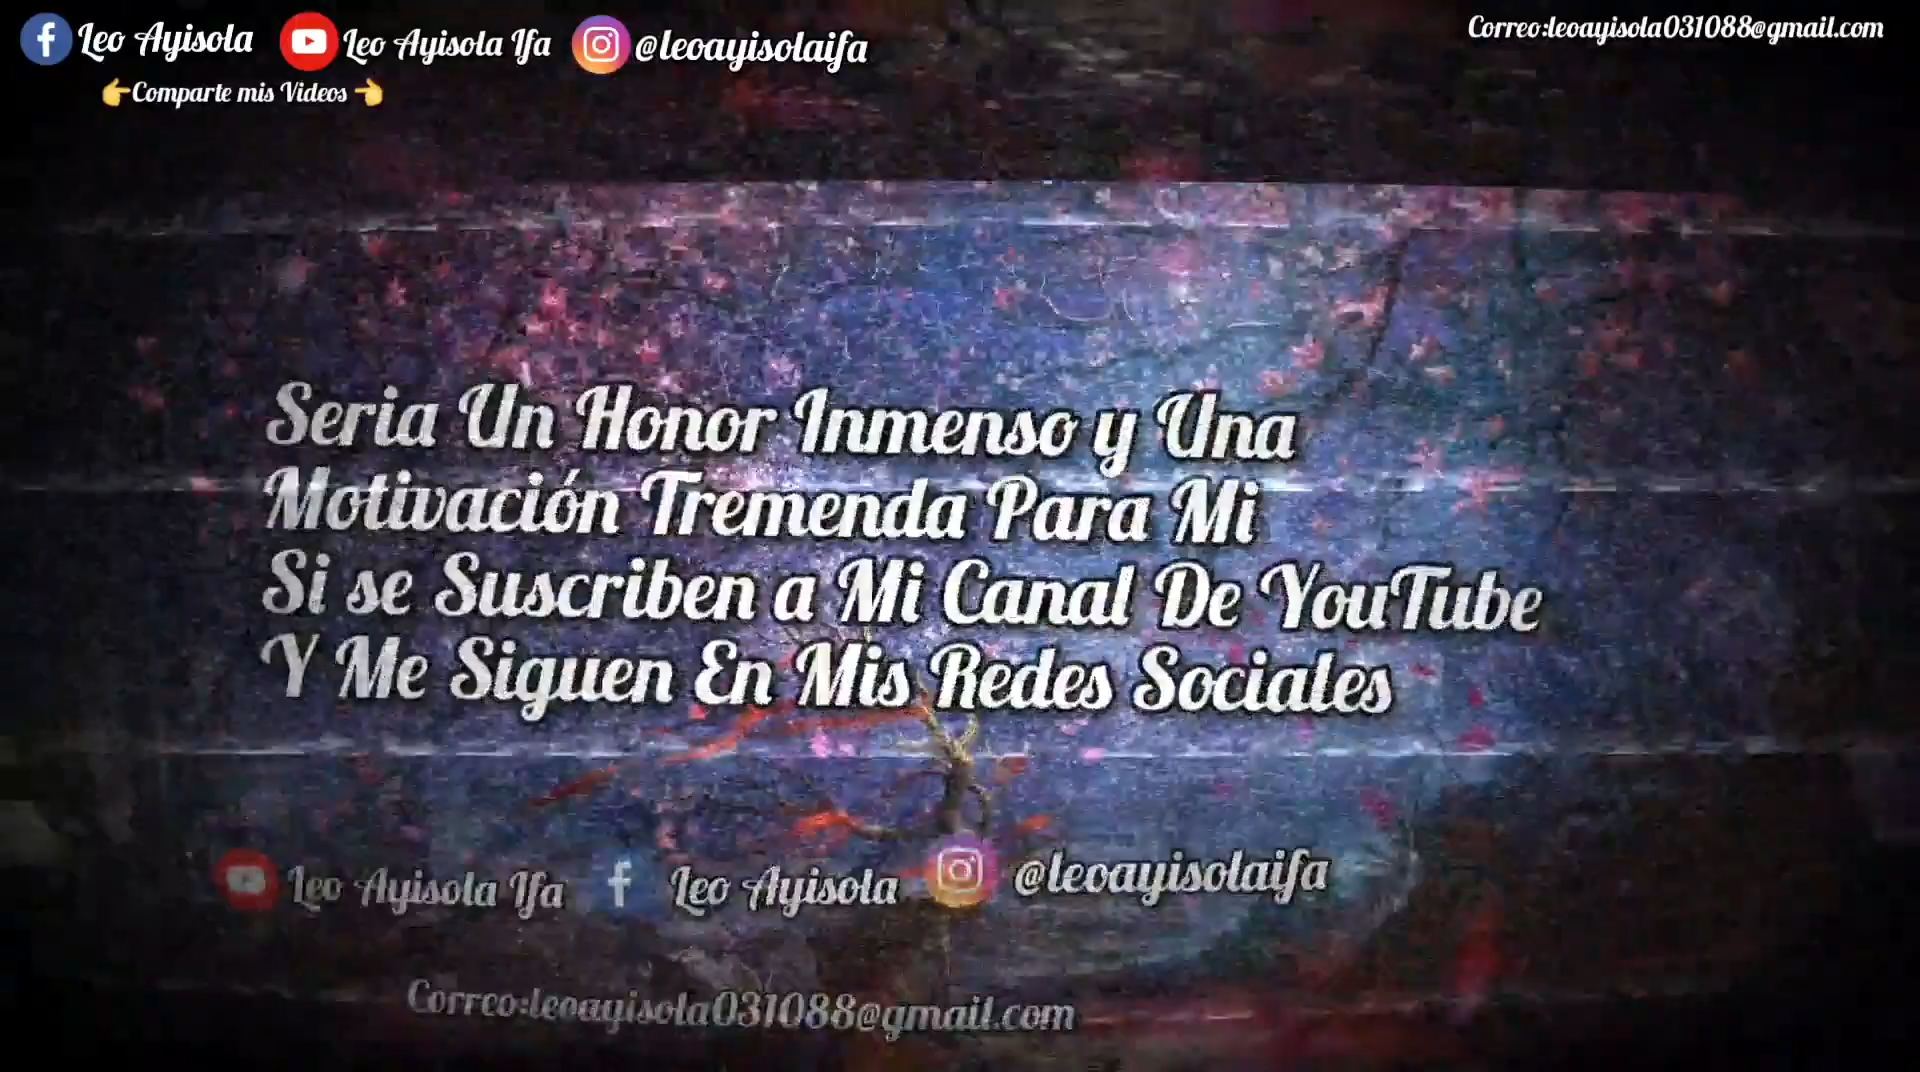 Leo Ayisola
Leo Ayisola Ifa
@leoayisolaifa
Correo:leoayisola031088@gmail.com
👉Comparte mis Videos 👈
Seria Un Honor Inmenso y Una
Motivación Tremenda Para Mi
Si se Suscriben a Mi Canal De YouTube
Y Me Siguen En Mis Redes Sociales
Leo Ayisola Ifa
Leo Ayisola
@leoayisolaifa
Correo:leoayisola031088@gmail.com